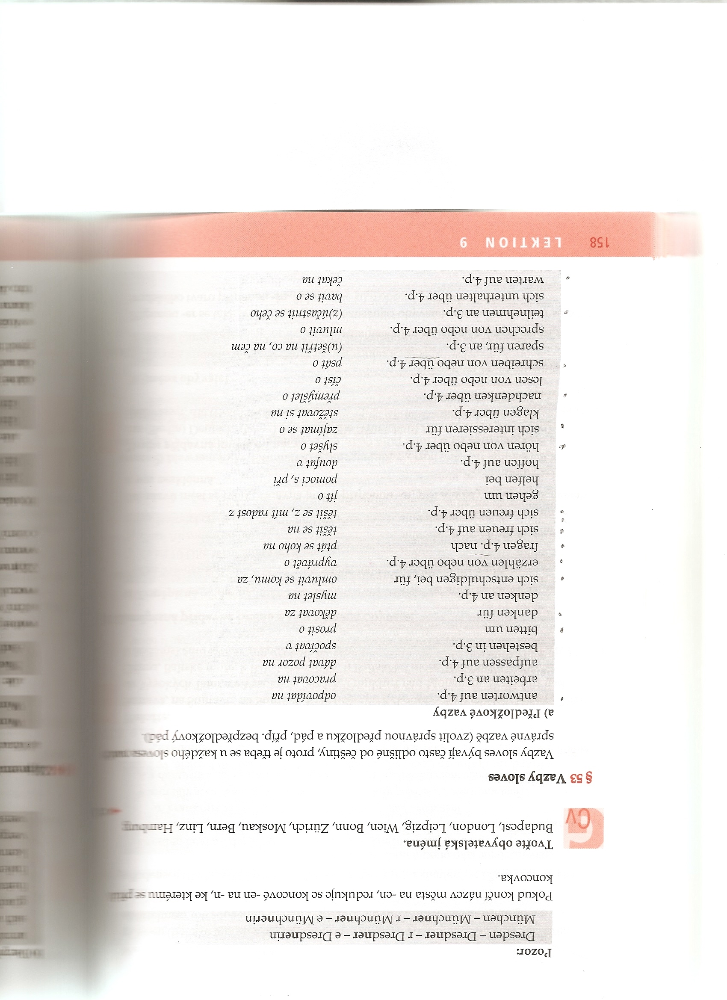 Pozor:
Dresden – Dresdner – r Dresdner – e Dresdnerin
München – Münchner – r Münchner – e Münchnerin
Pokud končí název města na -en, redukuje se koncové -en na -n, ke kterému se
koncovka.
Cv
Tvořte obyvatelská jména.
Budapest, London, Leipzig, Wien, Bonn, Zürich, Moskau, Bern, Linz, Hamburg
§ 53 Vazby sloves
Vazby sloves bývají často odlišné od češtiny, proto je třeba se u každého slovesa
správné vazbě (zvolit správnou předložku a pád, příp. bezpředložkový pád).
a) Předložkové vazby
antworten auf 4.p. odpovídat na
arbeiten an 3.p. pracovat na
aufpassen auf 4.p. dávat pozor na
bestehen in 3.p. spočívat v
bitten um prosit o
danken für děkovat za
denken an 4.p. myslet na
sich entschuldigen bei, für omluvit se komu, za
erzählen von nebo über 4.p. vyprávět o
fragen 4.p. nach ptát se koho na
sich freuen auf 4.p. těšit se na
sich freuen über 4.p. těšit se z, mít radost z
gehen um jít o
helfen bei pomoci s, při
hoffen auf 4.p. doufat v
hören von nebo über 4.p. slyšet o
sich interessieren für zajímat se o
klagen über 4.p. stěžovat si na
nachdenken über 4.p. přemýšlet o
lesen von nebo über 4.p. číst o
schreiben von nebo über 4.p. psát o
sparen für, an 3.p. (u)šetřit na co, na čem
sprechen von nebo über 4.p. mluvit o
teilnehmen an 3.p. (z)účastnit se čeho
sich unterhalten über 4.p. bavit se o
warten auf 4.p. čekat na
158 LEKTION 9